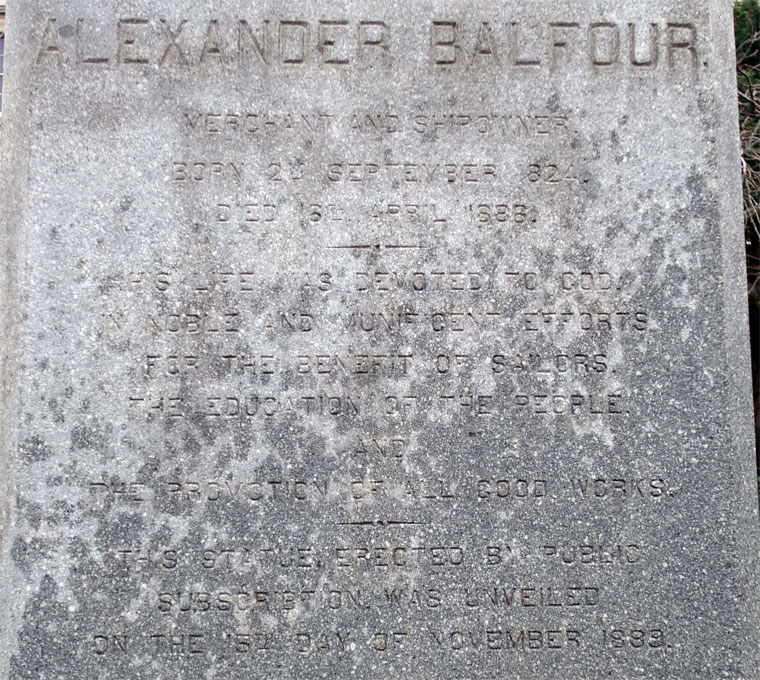 ALEXANDER BALFOUR.
MERCHANT AND SHIPOWNER.
BORN 2D SEPTEMBER 1824.
DIED 16TH APRIL 1886.
HIS LIFE WAS DEVOTED TO GOD,
IN NOBLE AND MUNIFICENT EFFORTS
FOR THE BENEFIT OF SAILORS,
THE EDUCATION OF THE PEOPLE,
AND
THE PROMOTION OF ALL GOOD WORKS.
THIS STATUE, ERECTED BY PUBLIC
SUBSCRIPTION, WAS UNVEILED
ON THE 15TH DAY OF NOVEMBER 1889.